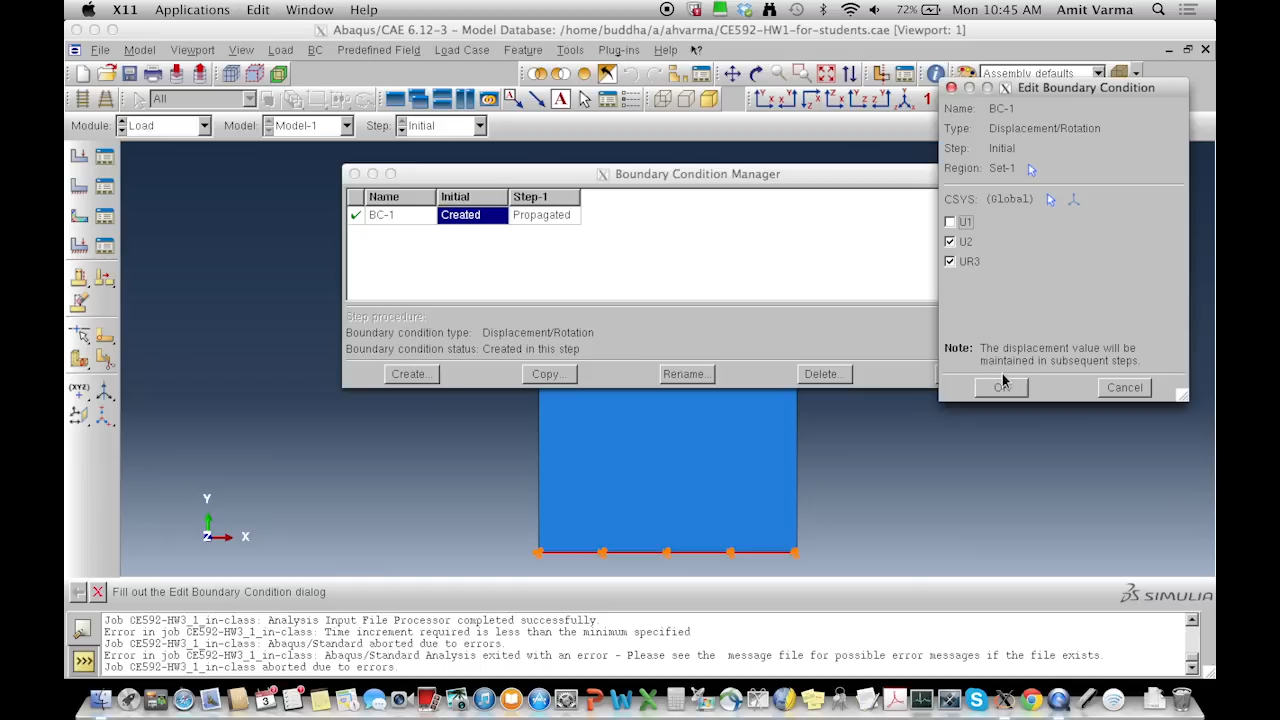 X11 Applications Edit Window Help
72% Mon 10:45 AM Amit Varma
Abaqus/CAE 6.12-3 - Model Database: /home/buddha/a/ahvarma/CE592-HW1-for-students.cae [Viewport: 1]
File Model Viewport View Load BC Predefined Field Load Case Feature Tools Plug-ins Help
Assembly defaults
All
1
Module: Load Model: Model-1 Step: Initial
Edit Boundary Condition
Name: BC-1
Type: Displacement/Rotation
Step: Initial
Region: Set-1
CSYS: (Global)
U1
U2
UR3
Note: The displacement value will be
maintained in subsequent steps.
Cancel
Boundary Condition Manager
Name Initial Step-1
BC-1 Created Propagated
Step procedure:
Boundary condition type: Displacement/Rotation
Boundary condition status: Created in this step
Create... Copy... Rename... Delete...
(XYZ)
Y
Z X
Fill out the Edit Boundary Condition dialog
SIMULIA
Job CE592-HW3_1_in-class: Analysis Input File Processor completed successfully.
Error in job CE592-HW3_1_in-class: Time increment required is less than the minimum specified
Job CE592-HW3_1_in-class: Abaqus/Standard aborted due to errors.
Error in job CE592-HW3_1_in-class: Abaqus/Standard Analysis exited with an error - Please see the message file for possible error messages if the file exists.
Job CE592-HW3_1_in-class aborted due to errors.
>>>